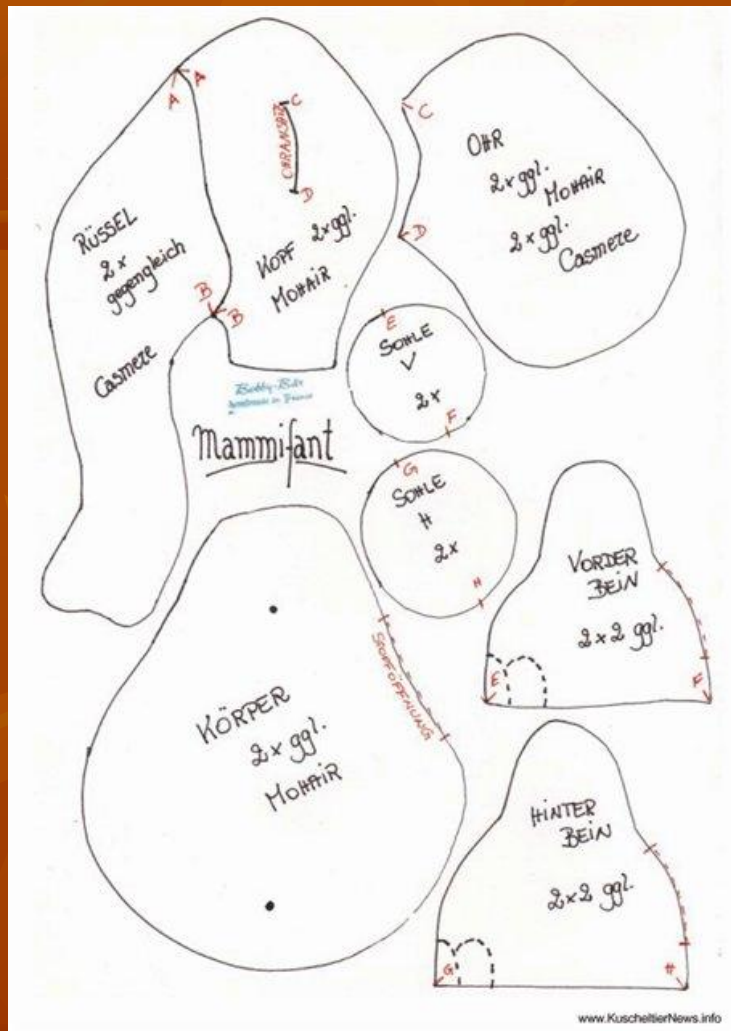 A
A
RÜSSEL
2x
gegengleich
Casmere
B
B
C
OHRANSATZ
D
KOPF 2x ggl.
MOHAIR
C
OHR
2x ggl.
MOHAIR
2x ggl.
Casmere
D
E
SOHLE
V
2x
F
Mammifant
G
SOHLE
H
2x
H
VORDER
BEIN
2x2 ggl.
E
F
KÖRPER
2x ggl.
MOHAIR
STOFFÖFFNUNG
HINTER
BEIN
2x2 ggl.
G
H
www.KuscheltierNews.info